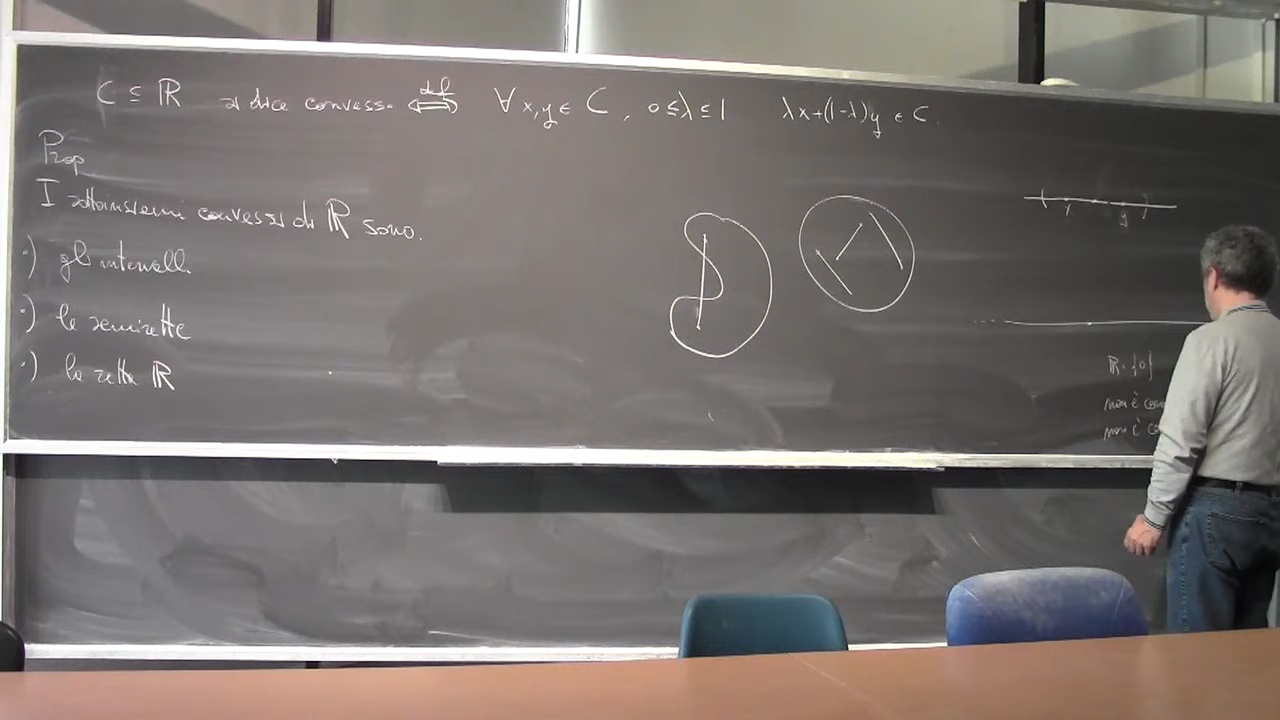 C ⊆ ℝ si dice convesso ⇔ def ∀ x,y ∈ C, 0 ≤ λ ≤ 1 λx+(1-λ)y ∈ C.
Prop
I sottoinsiemi convessi di ℝ sono.
·) gli intervalli
·) le semirette
·) la retta ℝ
x y
ℝ-{0}
non è
non è